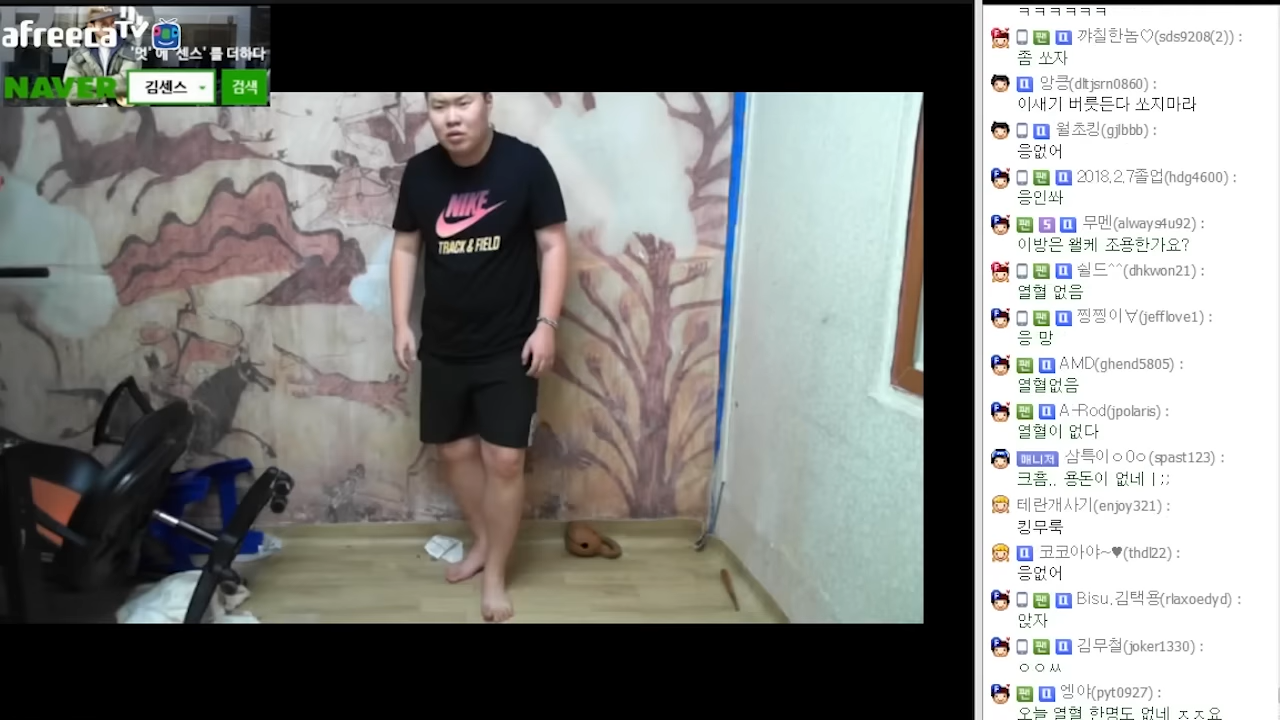 afreecaTV
'멋'에 '센스'를 더하다
NAVER 김센스 검색
NIKE
TRACK & FIELD
ㅋㅋㅋㅋㅋㅋ
꺄칠한놈♡(sds9208(2)) :
좀 쏘자
앙쿵(dltjsrn0860) :
이새기 버릇든다 쏘지마라
월초킹(gjlbbb) :
응없어
2018,2,7졸업(hdg4600) :
응인쏴
무멘(always4u92) :
이방은 왤케 조용한가요?
쉴드^^(dhkwon21) :
열혈 없음
찡찡이∀(jefflove1) :
응 망
AMD(ghend5805) :
열혈없음
A-Rod(jpolaris) :
열혈이 없다
매니저 삼특이ㅇ0ㅇ(spast123) :
크흠.. 용돈이 없네ㅣ;;
테란개사기(enjoy321) :
킹무룩
코코아야~♥(thdl22) :
응없어
Bisu.김택용(rlaxoedyd) :
앉자
김무철(joker1330) :
ㅇㅇㅆ
엥야(pyt0927) :
오늘 열혈 한명도 없네 ㅈㅈ요